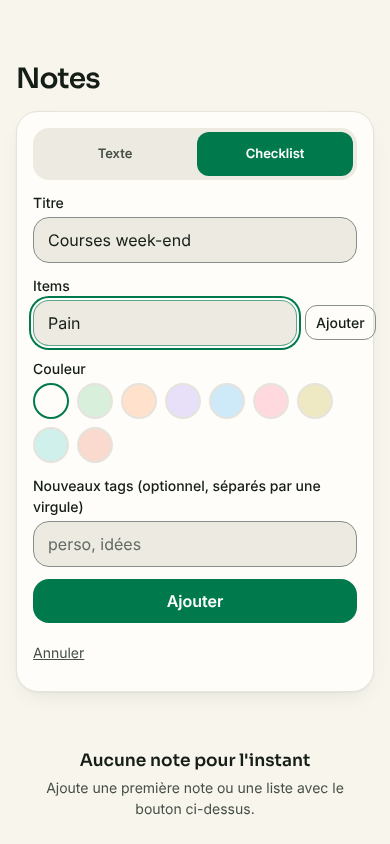 Notes
Texte
Checklist
Titre
Courses week-end
Items
Pain
Ajouter
Couleur
Nouveaux tags (optionnel, séparés par une
virgule)
perso, idées
Ajouter
Annuler
Aucune note pour l'instant
Ajoute une première note ou une liste avec le
bouton ci-dessus.